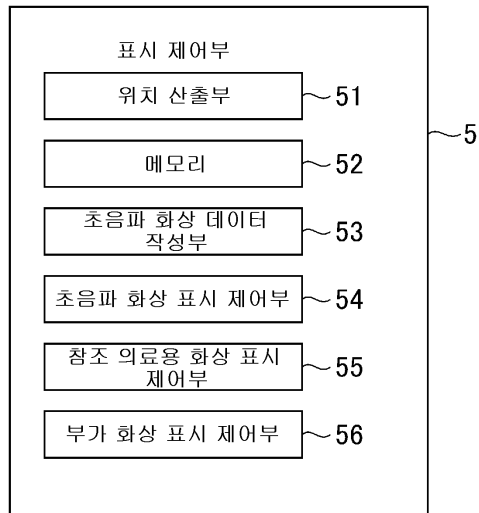 표시 제어부
위치 산출부 51
5
메모리 52
초음파 화상 데이터
작성부 53
초음파 화상 표시 제어부 54
참조 의료용 화상 표시
제어부 55
부가 화상 표시 제어부 56